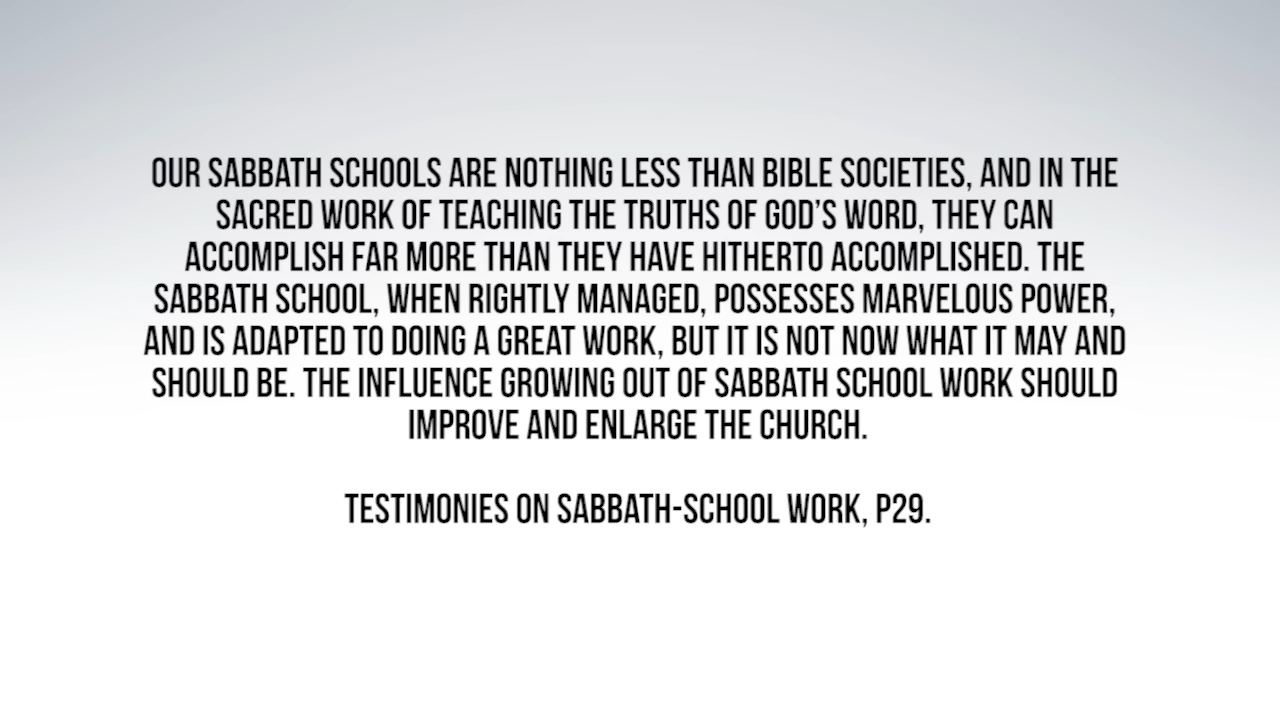 OUR SABBATH SCHOOLS ARE NOTHING LESS THAN BIBLE SOCIETIES, AND IN THE
SACRED WORK OF TEACHING THE TRUTHS OF GOD’S WORD, THEY CAN
ACCOMPLISH FAR MORE THAN THEY HAVE HITHERTO ACCOMPLISHED. THE
SABBATH SCHOOL, WHEN RIGHTLY MANAGED, POSSESSES MARVELOUS POWER,
AND IS ADAPTED TO DOING A GREAT WORK, BUT IT IS NOT NOW WHAT IT MAY AND
SHOULD BE. THE INFLUENCE GROWING OUT OF SABBATH SCHOOL WORK SHOULD
IMPROVE AND ENLARGE THE CHURCH.
TESTIMONIES ON SABBATH-SCHOOL WORK, P29.